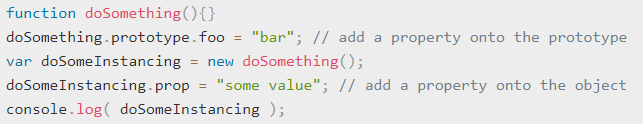 function doSomething(){}
doSomething.prototype.foo = "bar"; // add a property onto the prototype
var doSomeInstancing = new doSomething();
doSomeInstancing.prop = "some value"; // add a property onto the object
console.log( doSomeInstancing );